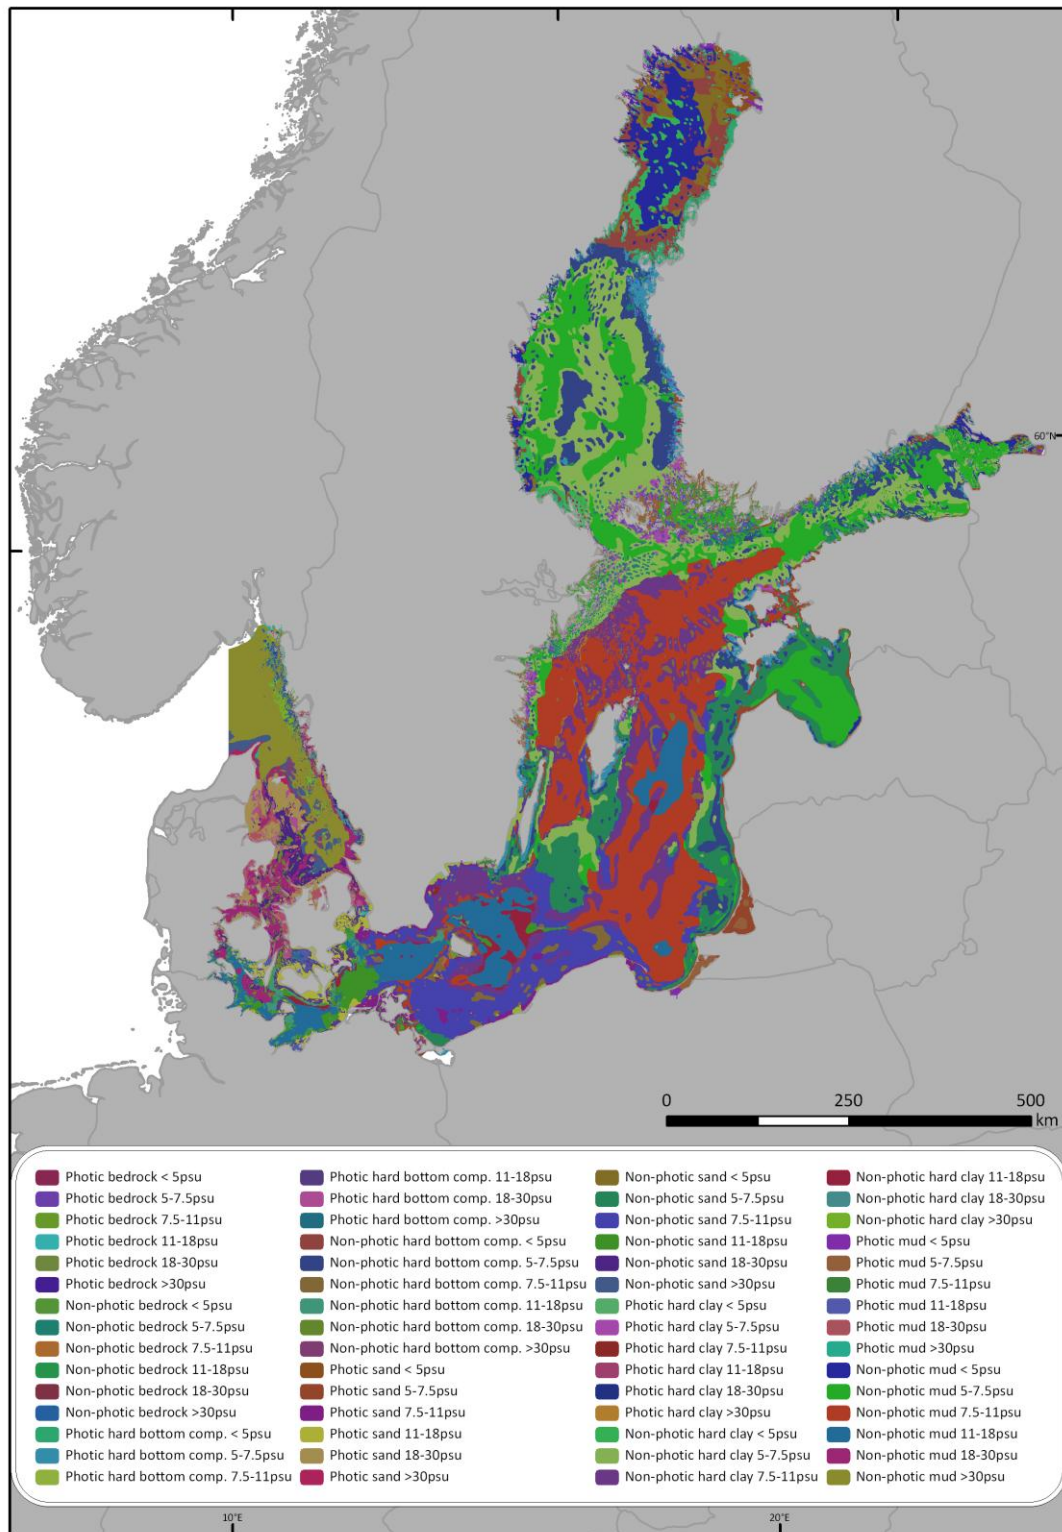 60°N
0 250 500
km
Photic bedrock < 5psu
Photic bedrock 5-7.5psu
Photic bedrock 7.5-11psu
Photic bedrock 11-18psu
Photic bedrock 18-30psu
Photic bedrock >30psu
Non-photic bedrock < 5psu
Non-photic bedrock 5-7.5psu
Non-photic bedrock 7.5-11psu
Non-photic bedrock 11-18psu
Non-photic bedrock 18-30psu
Non-photic bedrock >30psu
Photic hard bottom comp. < 5psu
Photic hard bottom comp. 5-7.5psu
Photic hard bottom comp. 7.5-11psu
Photic hard bottom comp. 11-18psu
Photic hard bottom comp. 18-30psu
Photic hard bottom comp. >30psu
Non-photic hard bottom comp. < 5psu
Non-photic hard bottom comp. 5-7.5psu
Non-photic hard bottom comp. 7.5-11psu
Non-photic hard bottom comp. 11-18psu
Non-photic hard bottom comp. 18-30psu
Non-photic hard bottom comp. >30psu
Photic sand < 5psu
Photic sand 5-7.5psu
Photic sand 7.5-11psu
Photic sand 11-18psu
Photic sand 18-30psu
Photic sand >30psu
Non-photic sand < 5psu
Non-photic sand 5-7.5psu
Non-photic sand 7.5-11psu
Non-photic sand 11-18psu
Non-photic sand 18-30psu
Non-photic sand >30psu
Photic hard clay < 5psu
Photic hard clay 5-7.5psu
Photic hard clay 7.5-11psu
Photic hard clay 11-18psu
Photic hard clay 18-30psu
Photic hard clay >30psu
Non-photic hard clay < 5psu
Non-photic hard clay 5-7.5psu
Non-photic hard clay 7.5-11psu
Non-photic hard clay 11-18psu
Non-photic hard clay 18-30psu
Non-photic hard clay >30psu
Photic mud < 5psu
Photic mud 5-7.5psu
Photic mud 7.5-11psu
Photic mud 11-18psu
Photic mud 18-30psu
Photic mud >30psu
Non-photic mud < 5psu
Non-photic mud 5-7.5psu
Non-photic mud 7.5-11psu
Non-photic mud 11-18psu
Non-photic mud 18-30psu
Non-photic mud >30psu
10°E 20°E